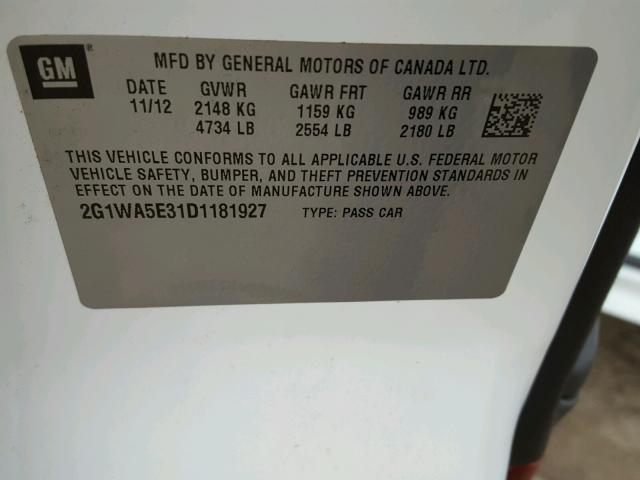 GM ®
MFD BY GENERAL MOTORS OF CANADA LTD.
DATE GVWR GAWR FRT GAWR RR
11/12 2148 KG 1159 KG 989 KG
4734 LB 2554 LB 2180 LB
THIS VEHICLE CONFORMS TO ALL APPLICABLE U.S. FEDERAL MOTOR
VEHICLE SAFETY, BUMPER, AND THEFT PREVENTION STANDARDS IN
EFFECT ON THE DATE OF MANUFACTURE SHOWN ABOVE.
2G1WA5E31D1181927 TYPE: PASS CAR